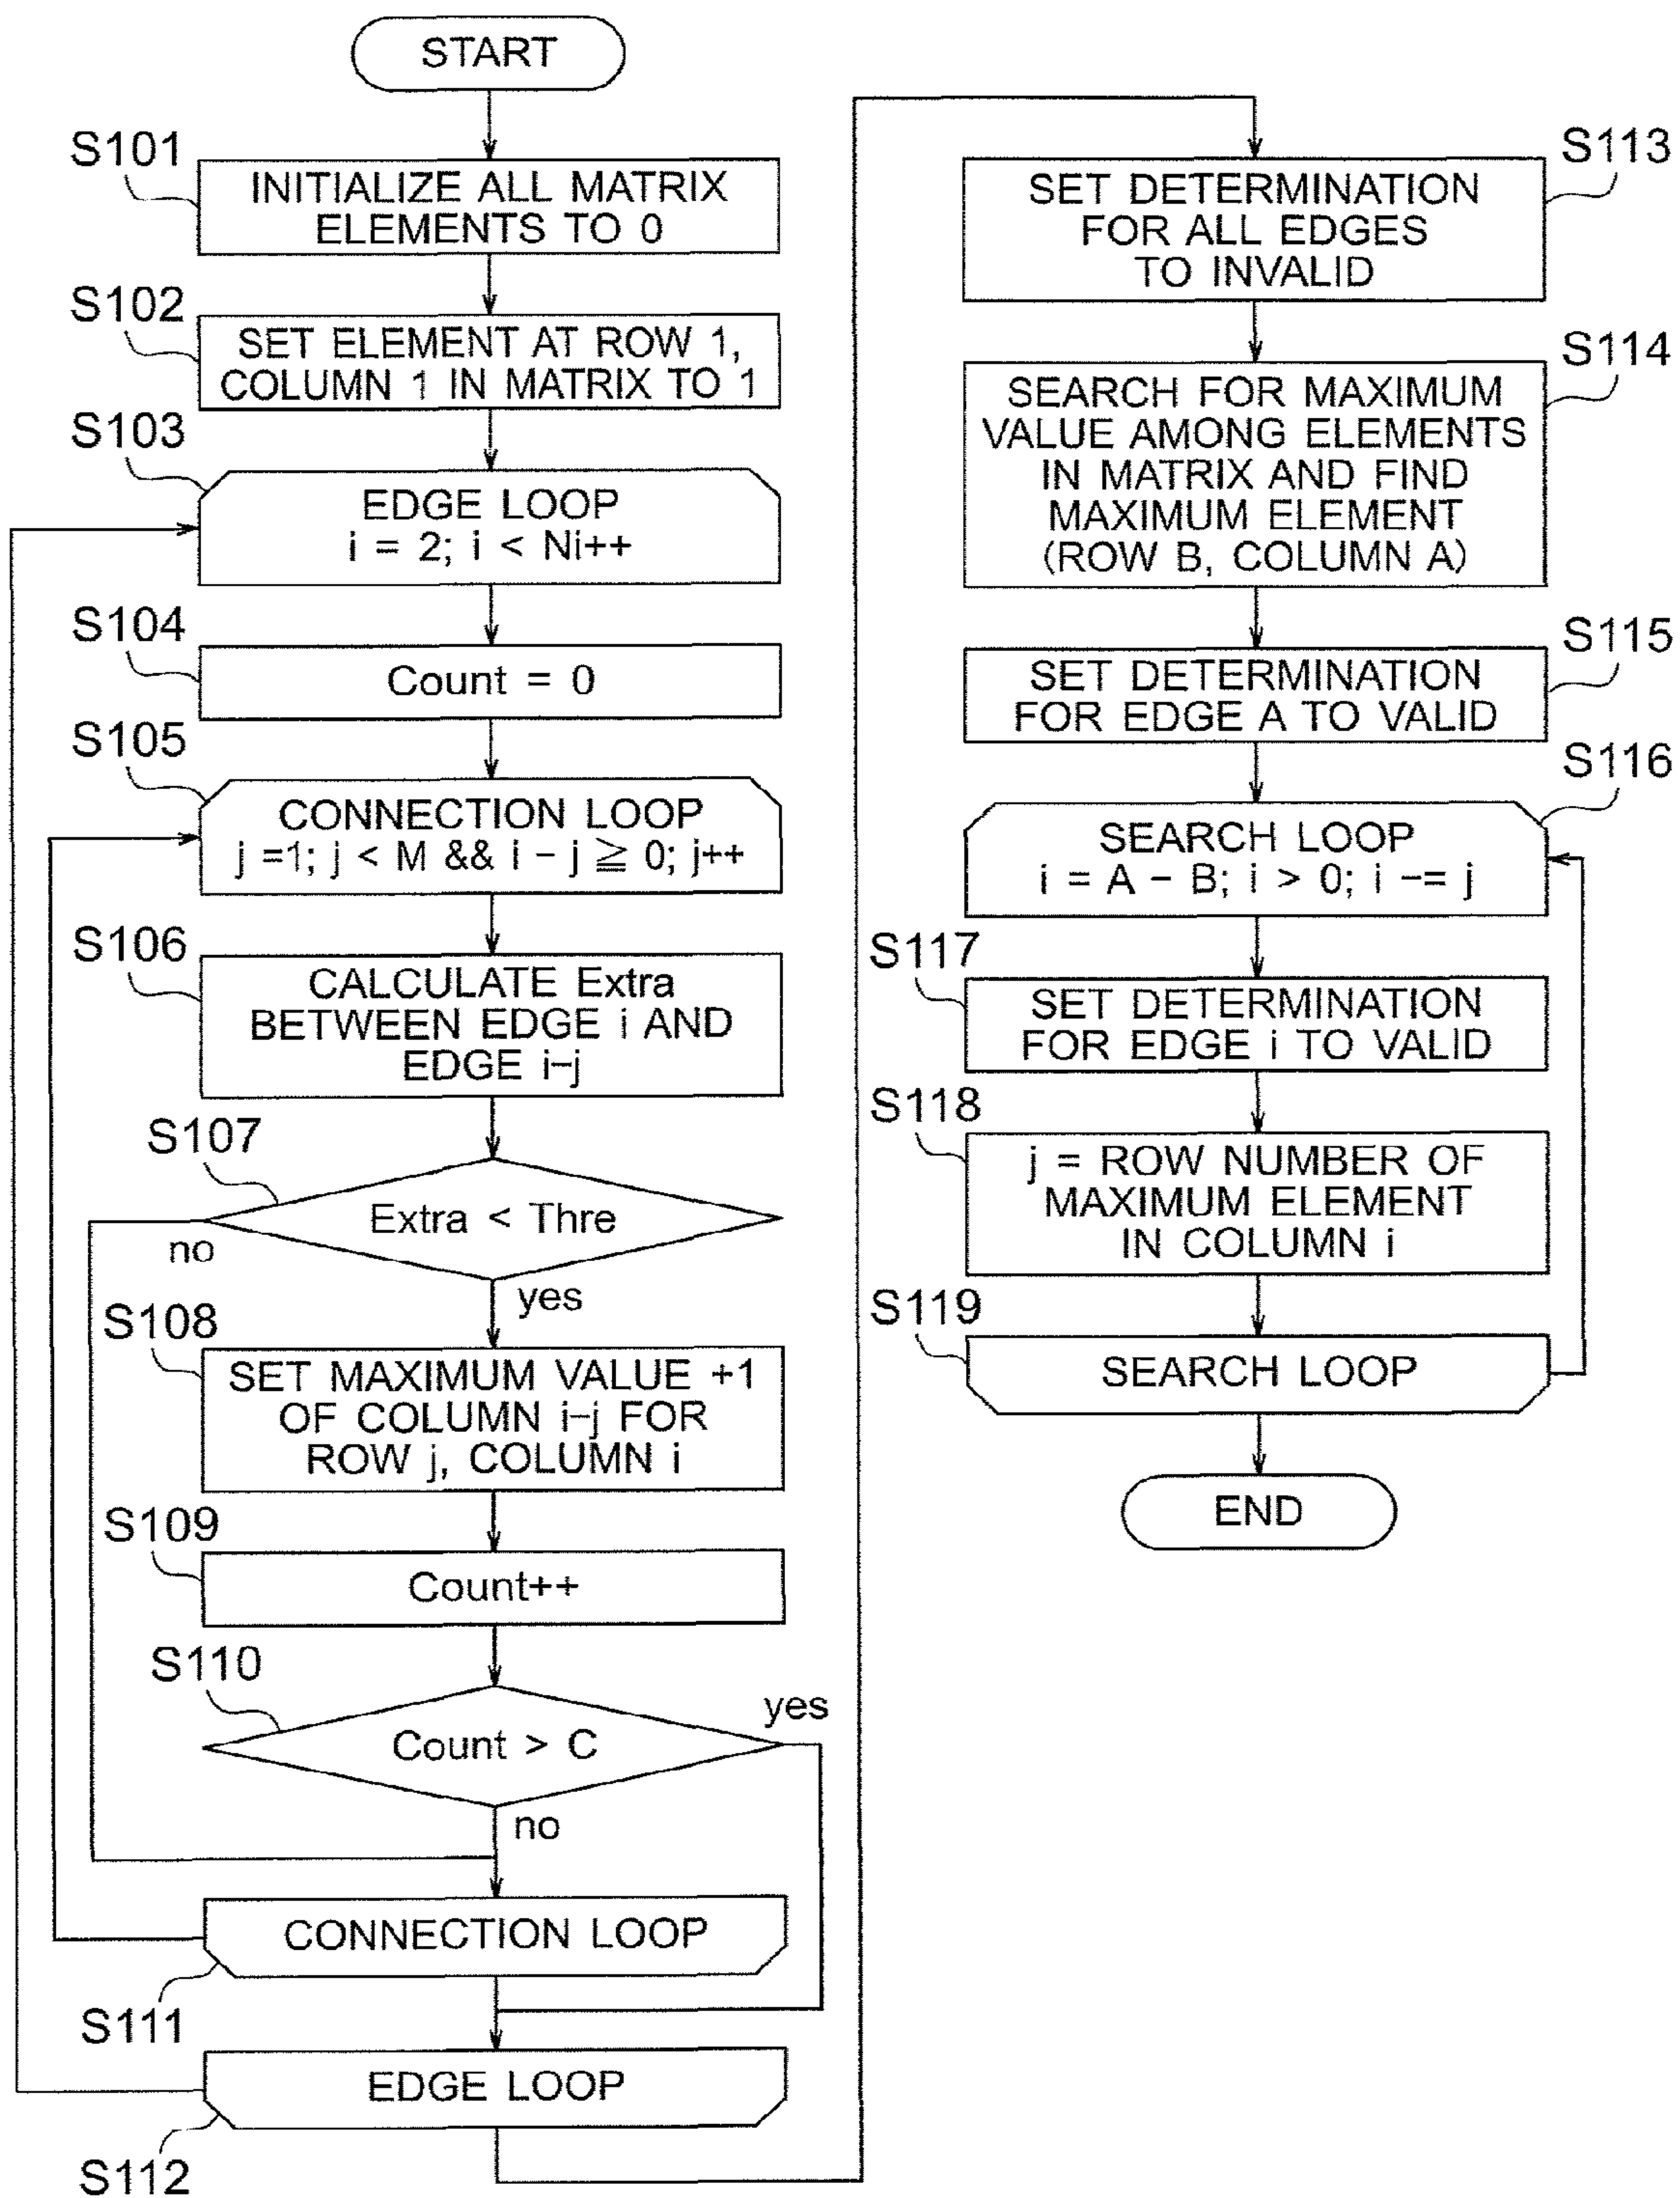 START
S101
INITIALIZE ALL MATRIX
ELEMENTS TO 0
S102
SET ELEMENT AT ROW 1,
COLUMN 1 IN MATRIX TO 1
S103
EDGE LOOP
i = 2; i < Ni++
S104
Count = 0
S105
CONNECTION LOOP
j =1; j < M && i - j ≧ 0; j++
S106
CALCULATE Extra
BETWEEN EDGE i AND
EDGE i-j
S107
Extra < Thre
no
yes
S108
SET MAXIMUM VALUE +1
OF COLUMN i-j FOR
ROW j, COLUMN i
S109
Count++
S110
Count > C
yes
no
CONNECTION LOOP
S111
EDGE LOOP
S112
S113
SET DETERMINATION
FOR ALL EDGES
TO INVALID
S114
SEARCH FOR MAXIMUM
VALUE AMONG ELEMENTS
IN MATRIX AND FIND
MAXIMUM ELEMENT
(ROW B, COLUMN A)
S115
SET DETERMINATION
FOR EDGE A TO VALID
S116
SEARCH LOOP
i = A - B; i > 0; i -= j
S117
SET DETERMINATION
FOR EDGE i TO VALID
S118
j = ROW NUMBER OF
MAXIMUM ELEMENT
IN COLUMN i
S119
SEARCH LOOP
END